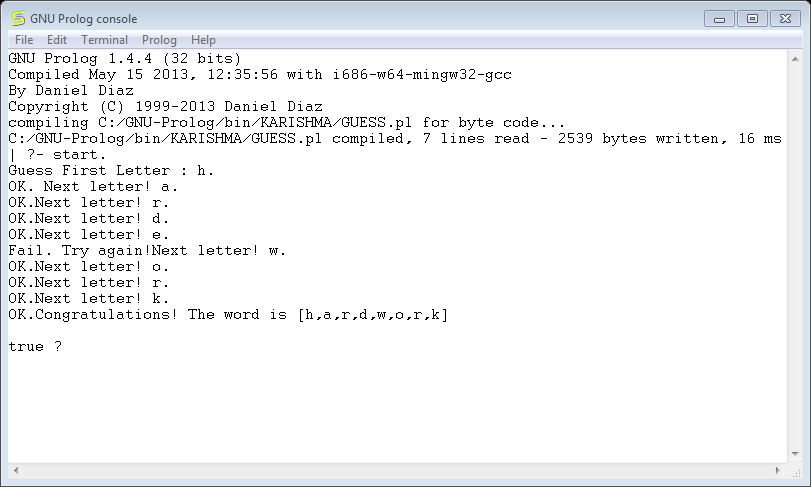 GNU Prolog console
File Edit Terminal Prolog Help
GNU Prolog 1.4.4 (32 bits)
Compiled May 15 2013, 12:35:56 with i686-w64-mingw32-gcc
By Daniel Diaz
Copyright (C) 1999-2013 Daniel Diaz
compiling C:/GNU-Prolog/bin/KARISHMA/GUESS.pl for byte code...
C:/GNU-Prolog/bin/KARISHMA/GUESS.pl compiled, 7 lines read - 2539 bytes written, 16 ms
| ?- start.
Guess First Letter : h.
OK. Next letter! a.
OK.Next letter! r.
OK.Next letter! d.
OK.Next letter! e.
Fail. Try again!Next letter! w.
OK.Next letter! o.
OK.Next letter! r.
OK.Next letter! k.
OK.Congratulations! The word is [h,a,r,d,w,o,r,k]
true ?